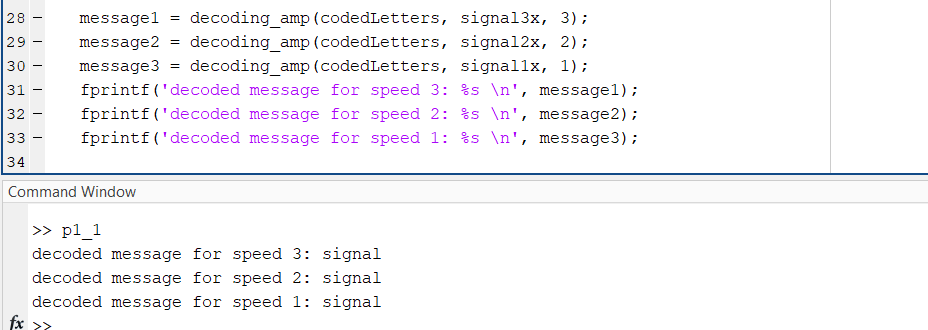 28 – message1 = decoding_amp(codedLetters, signal3x, 3);
29 – message2 = decoding_amp(codedLetters, signal2x, 2);
30 – message3 = decoding_amp(codedLetters, signal1x, 1);
31 – fprintf('decoded message for speed 3: %s \n', message1);
32 – fprintf('decoded message for speed 2: %s \n', message2);
33 – fprintf('decoded message for speed 1: %s \n', message3);
34
Command Window
>> p1_1
decoded message for speed 3: signal
decoded message for speed 2: signal
decoded message for speed 1: signal
fx >>